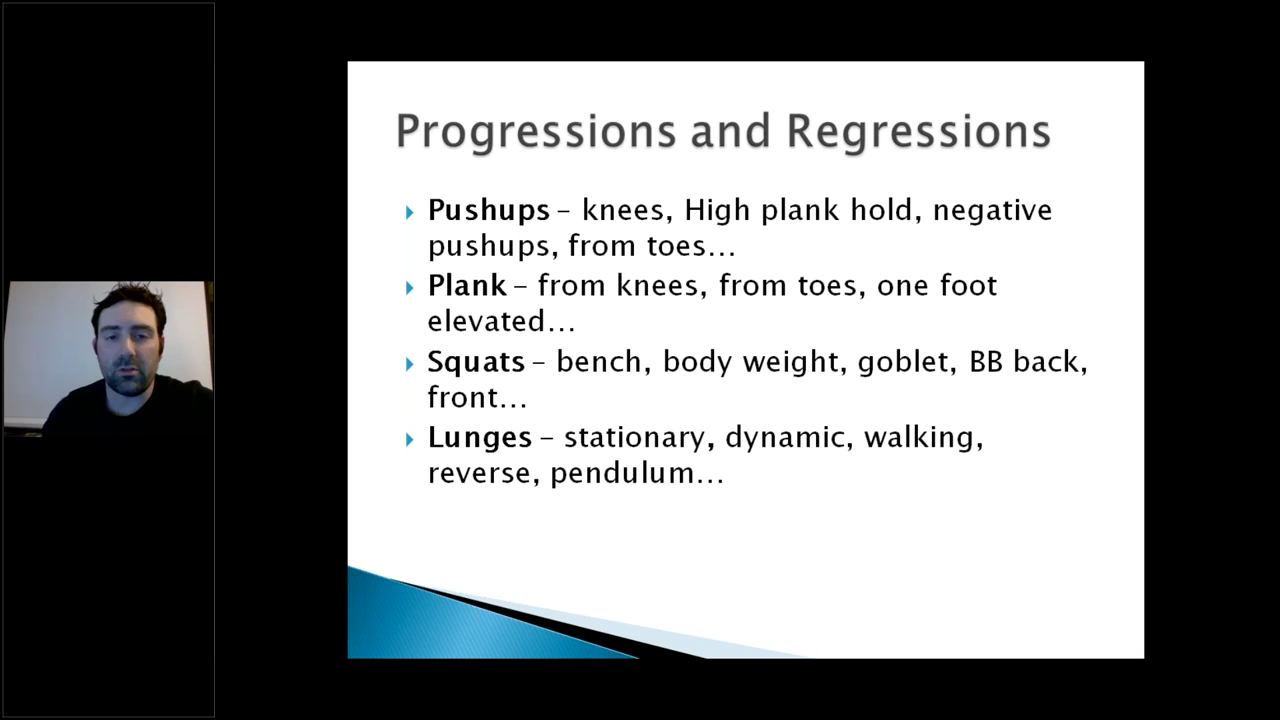 Progressions and Regressions
Pushups – knees, High plank hold, negative
pushups, from toes…
Plank – from knees, from toes, one foot
elevated…
Squats – bench, body weight, goblet, BB back,
front…
Lunges – stationary, dynamic, walking,
reverse, pendulum…